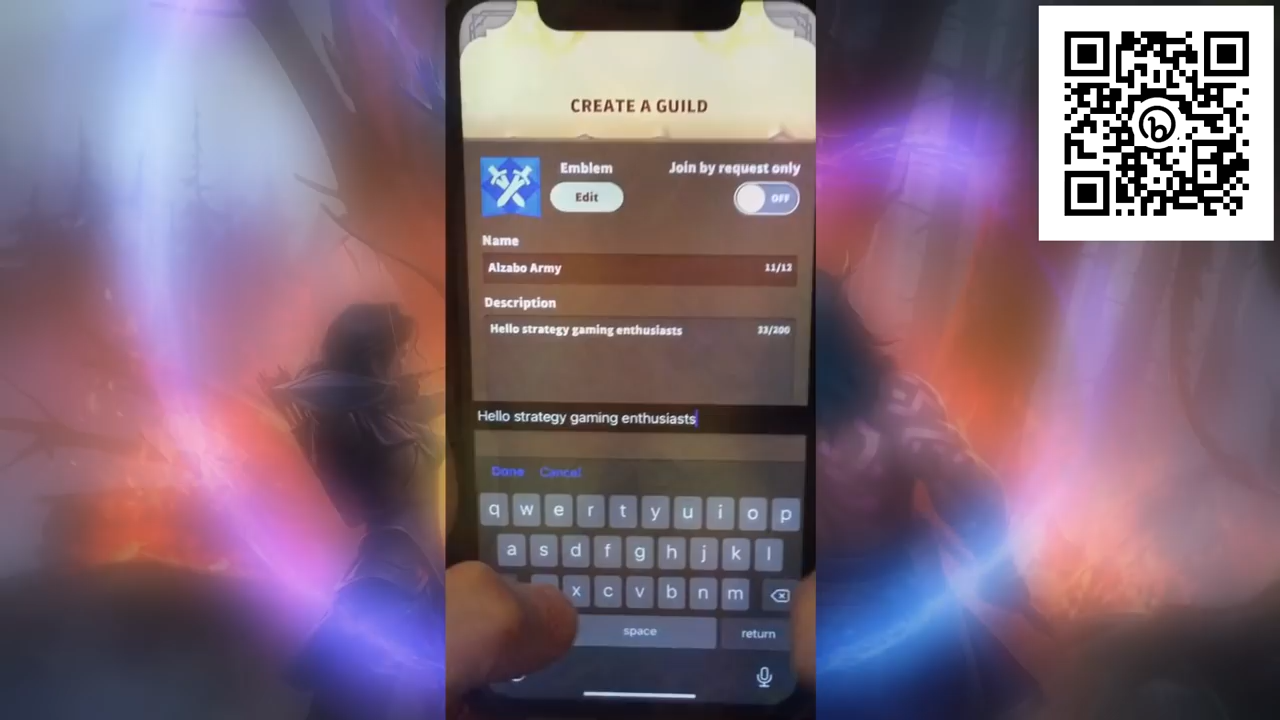 CREATE A GUILD
Emblem
Join by request only
Edit
OFF
Name
Alzabo Army
11/12
Description
Hello strategy gaming enthusiasts
33/200
Hello strategy gaming enthusiasts
Done Cancel
q w e r t y u i o p
a s d f g h j k l
x c v b n m
space
return
b